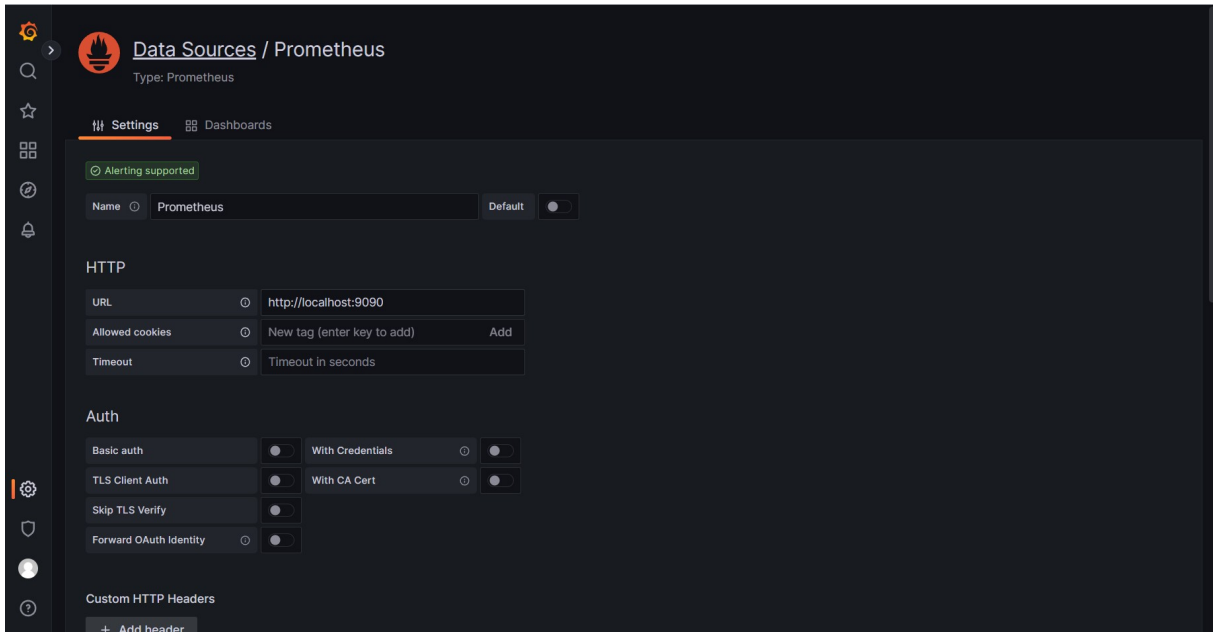 Data Sources / Prometheus
Type: Prometheus
Settings Dashboards
Alerting supported
Name Prometheus Default
HTTP
URL http://localhost:9090
Allowed cookies New tag (enter key to add) Add
Timeout Timeout in seconds
Auth
Basic auth With Credentials
TLS Client Auth With CA Cert
Skip TLS Verify
Forward OAuth Identity
Custom HTTP Headers
+ Add header